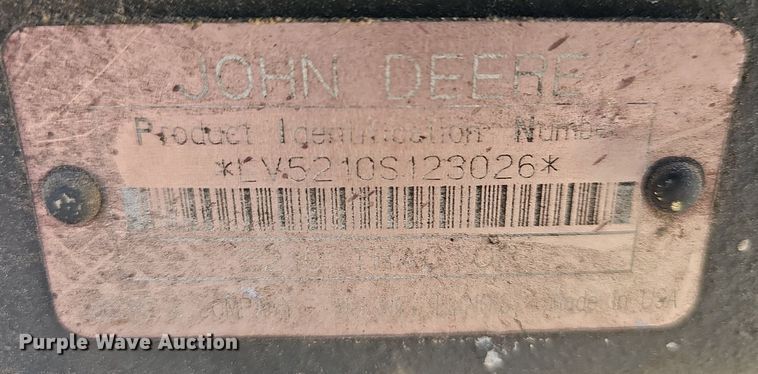 JOHN DEERE
Product Identification Number
*LV5210S123026*
Made in USA
Purple Wave Auction®